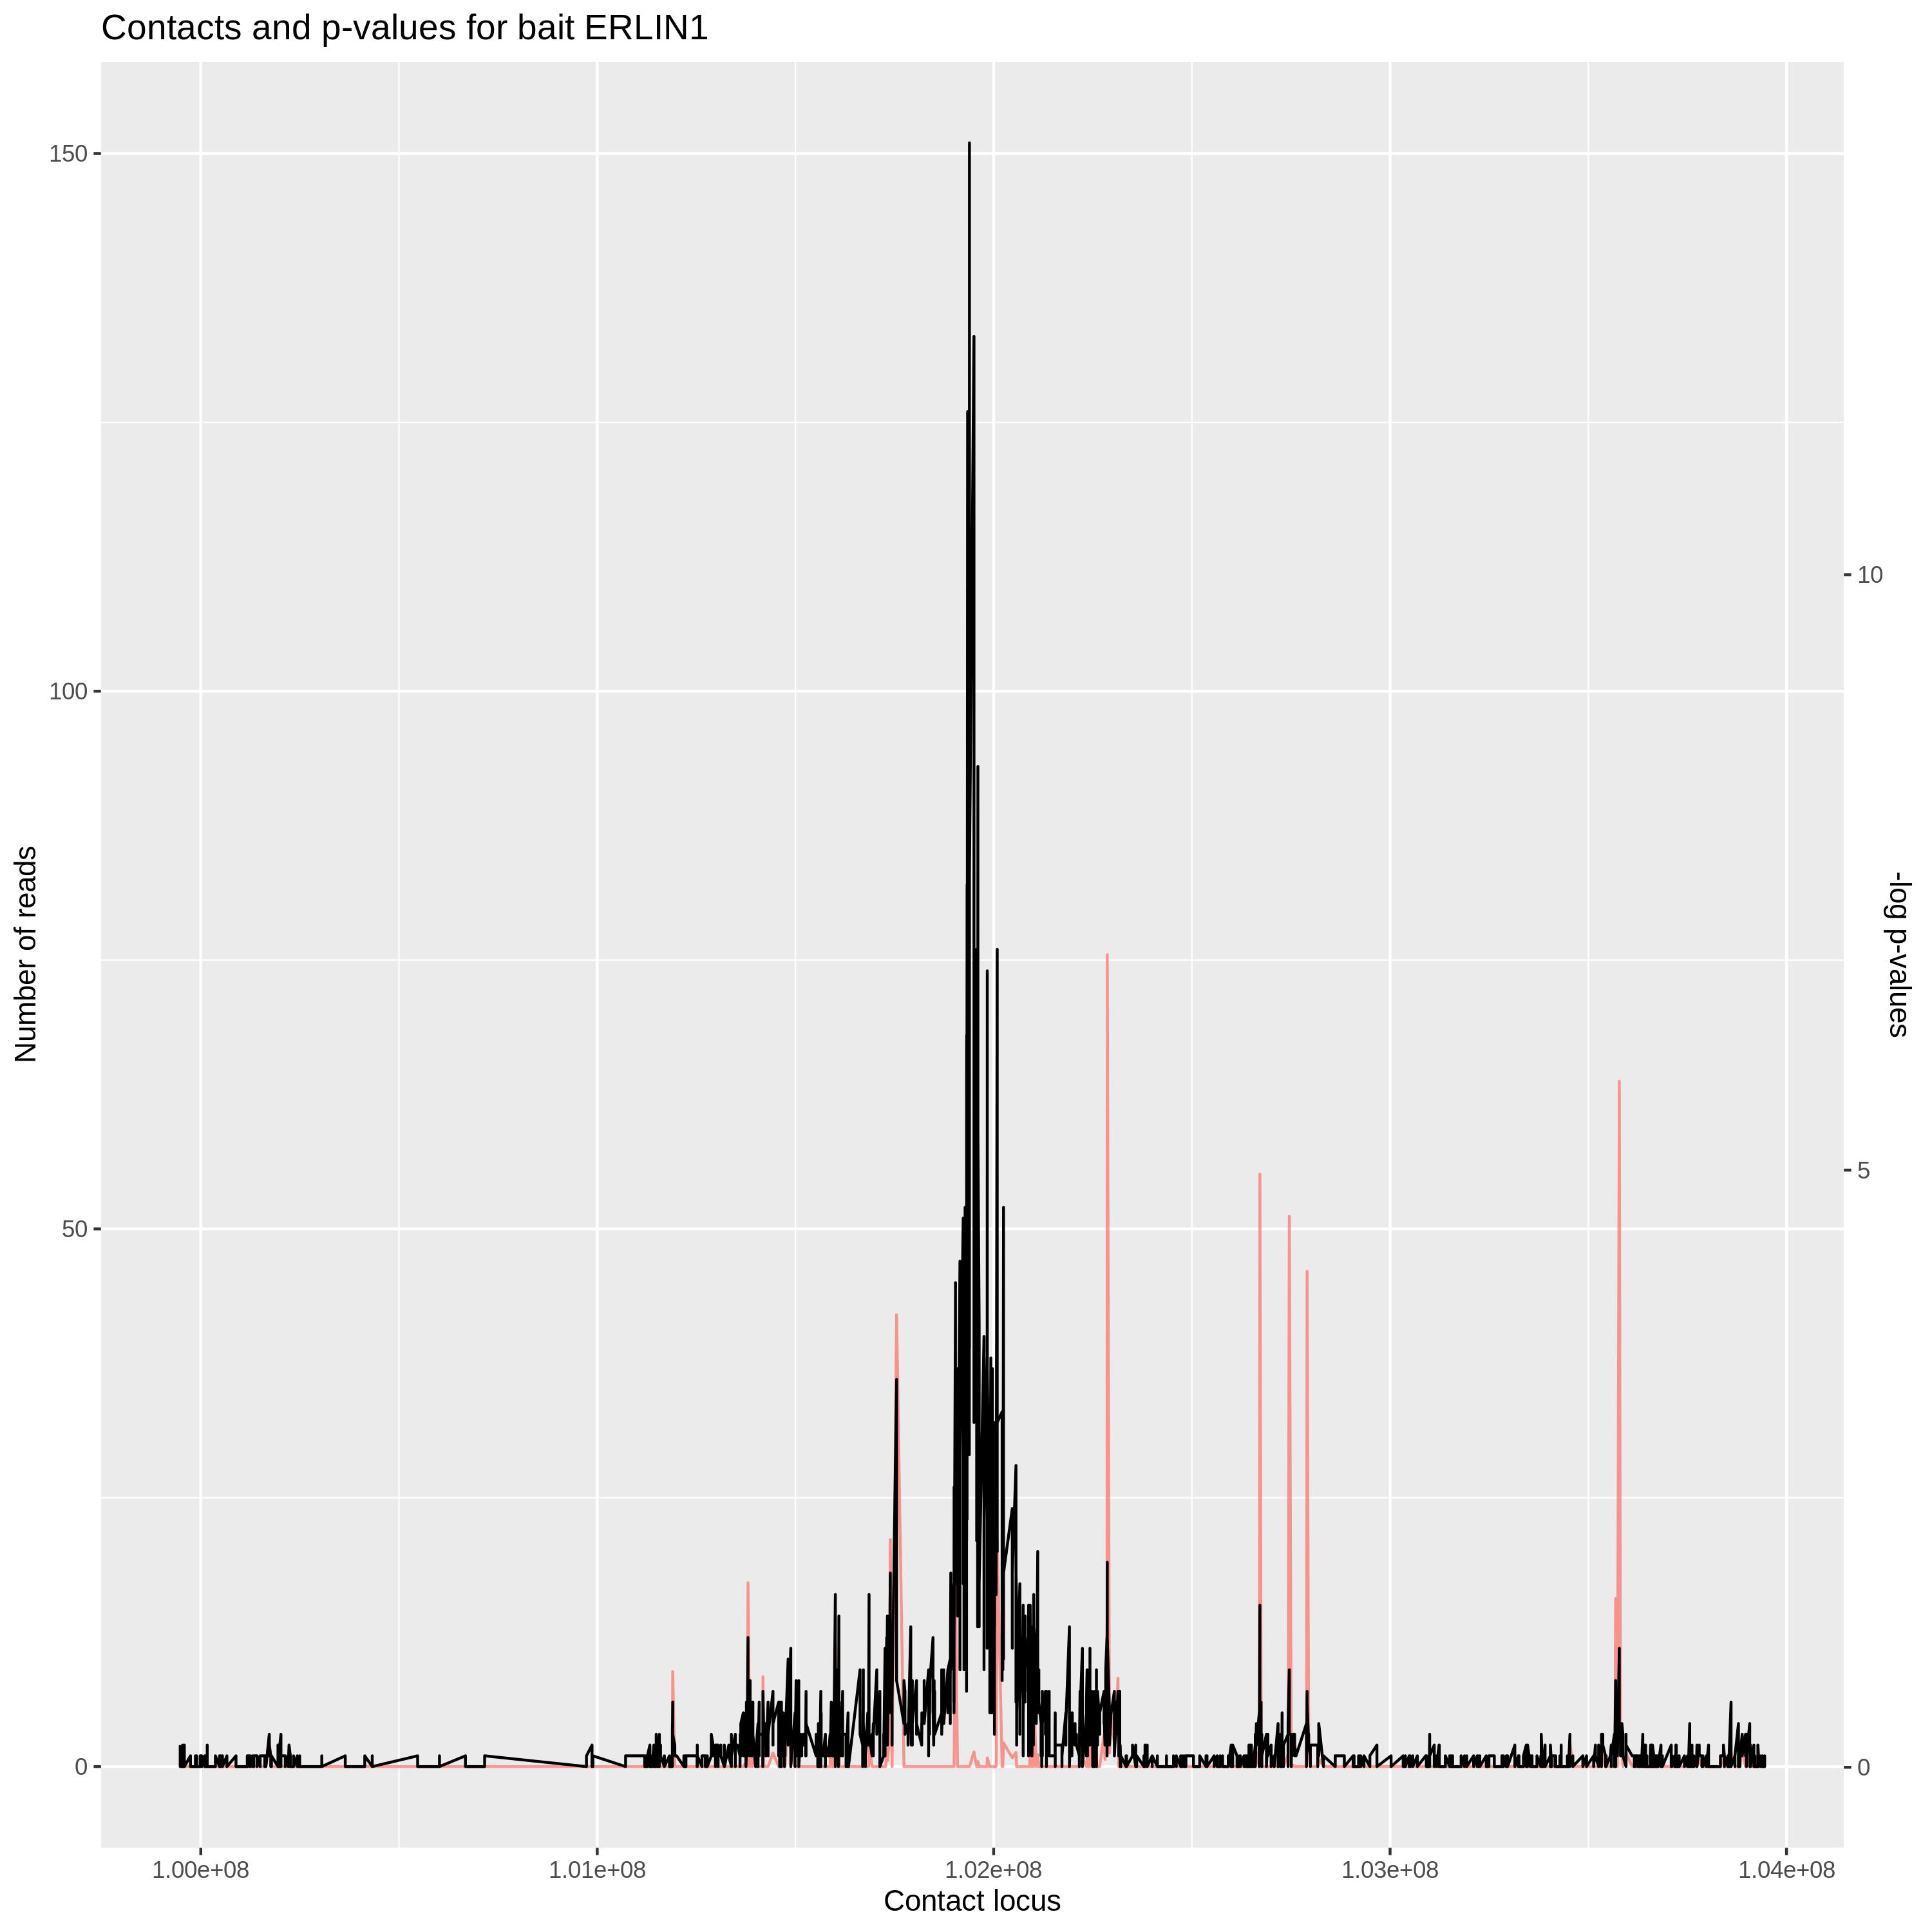 Contacts and p-values for bait ERLIN1
150
100
50
0
Number of reads
10
5
0
-log p-values
1.00e+08
1.01e+08
1.02e+08
1.03e+08
1.04e+08
Contact locus